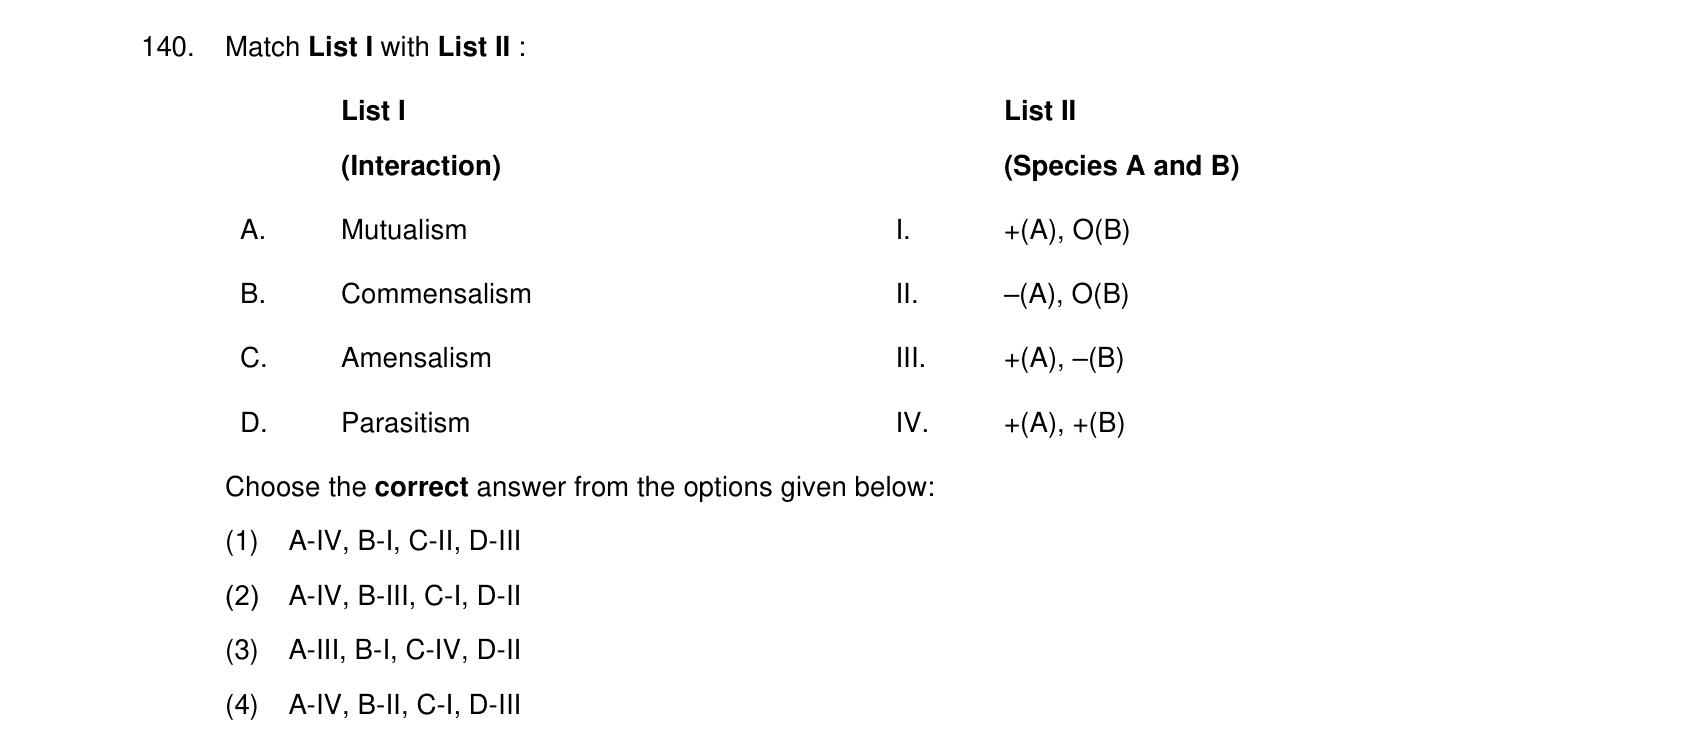 140. Match List I with List II :
List I List II
(Interaction) (Species A and B)
A. Mutualism I. +(A), O(B)
B. Commensalism II. –(A), O(B)
C. Amensalism III. +(A), –(B)
D. Parasitism IV. +(A), +(B)
Choose the correct answer from the options given below:
(1) A-IV, B-I, C-II, D-III
(2) A-IV, B-III, C-I, D-II
(3) A-III, B-I, C-IV, D-II
(4) A-IV, B-II, C-I, D-III